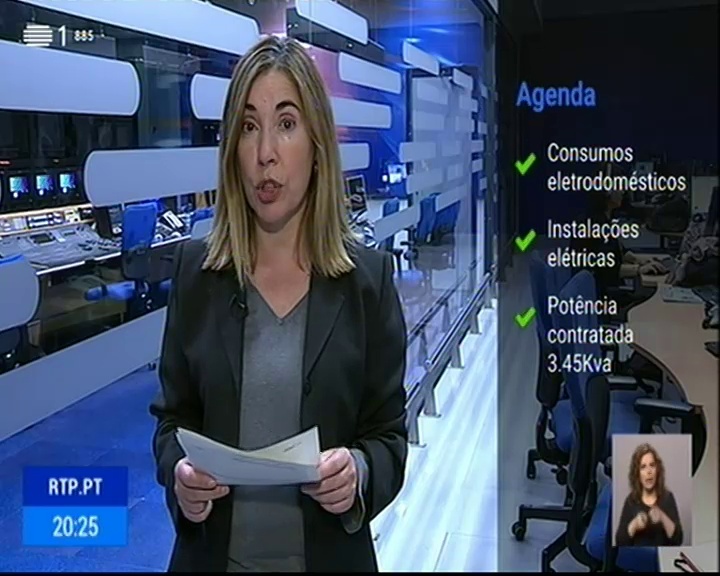 1 885
Agenda
Consumos
eletrodomésticos
Instalações
elétricas
Potência
contratada
3.45Kva
RTP.PT
20:25